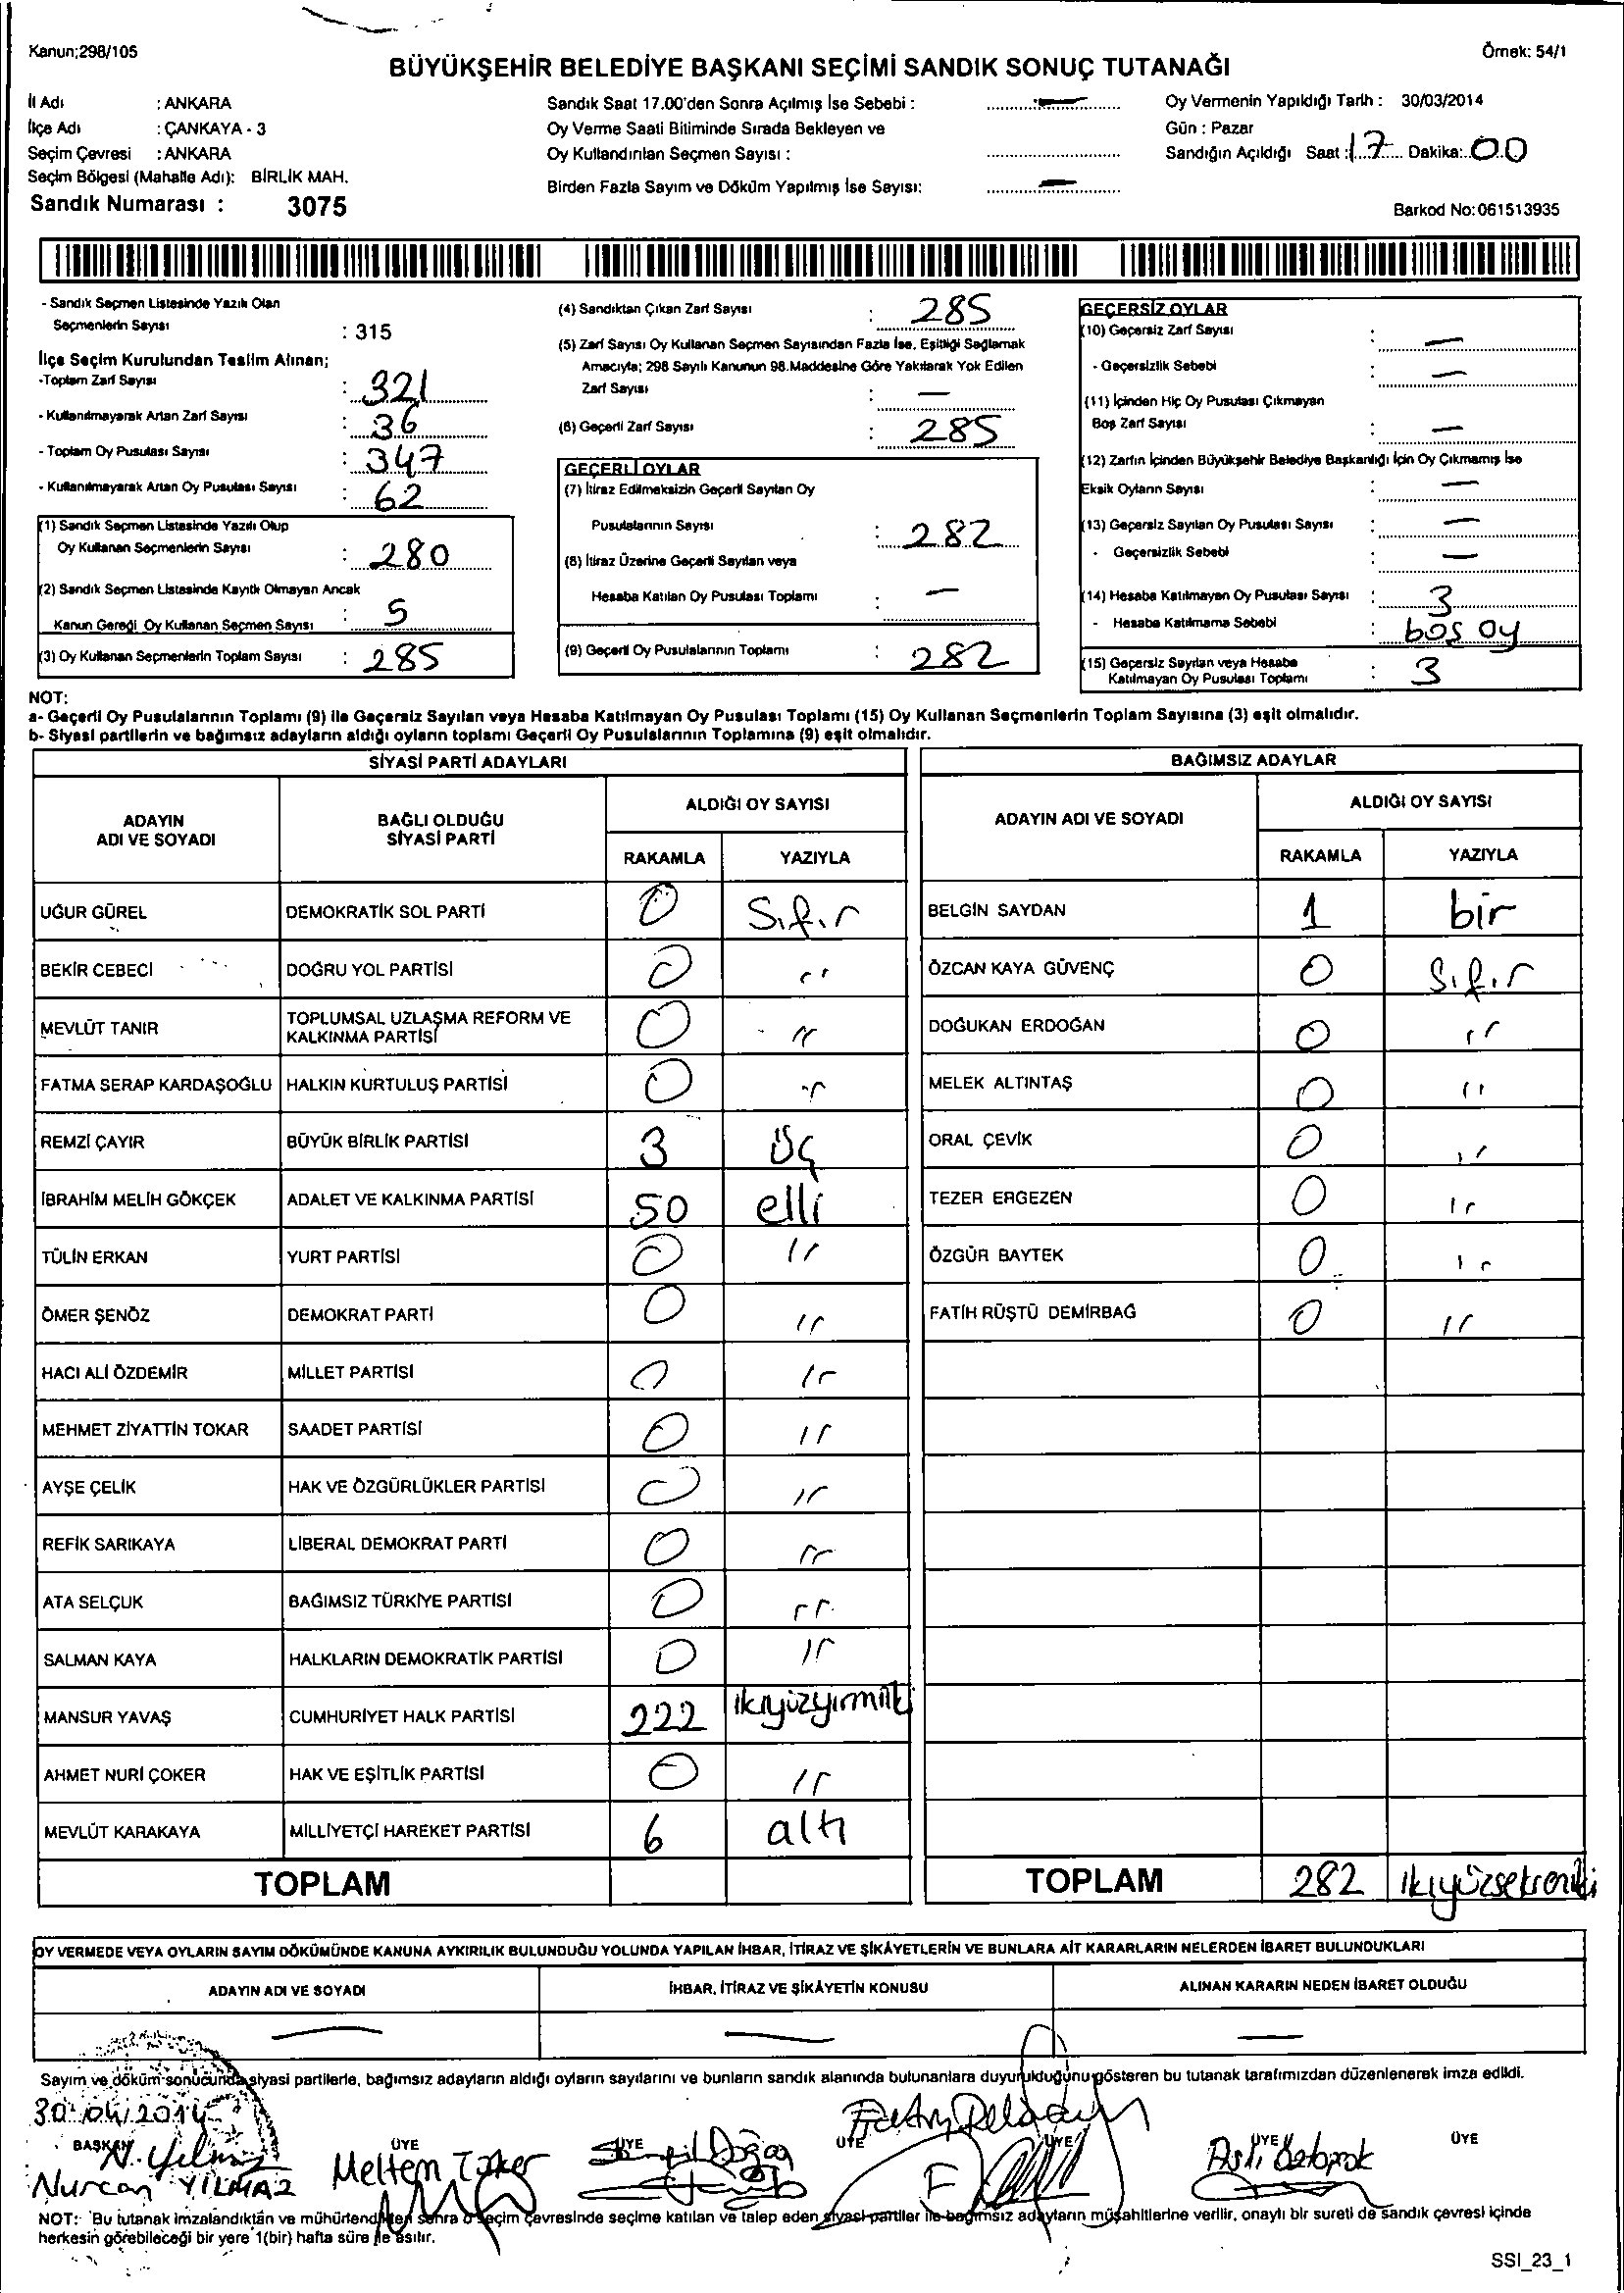 Kanun;298/105
Örnek: 54/1
BÜYÜKŞEHİR BELEDİYE BAŞKANI SEÇİMİ SANDIK SONUÇ TUTANAĞI
İl Adı : ANKARA
İlçe Adı : ÇANKAYA - 3
Seçim Çevresi : ANKARA
Seçim Bölgesi (Mahalle Adı): BİRLİK MAH.
Sandık Numarası : 3075
Sandık Saat 17.00'den Sonra Açılmış İse Sebebi : —
Oy Verme Saati Bitiminde Sırada Bekleyen ve
Oy Kullandırılan Seçmen Sayısı :
Birden Fazla Sayım ve Döküm Yapılmış İse Sayısı: —
Oy Vermenin Yapıldığı Tarih : 30/03/2014
Gün : Pazar
Sandığın Açıldığı Saat : 17 Dakika: 00
Barkod No:061513935
- Sandık Seçmen Listesinde Yazılı Olan
Seçmenlerin Sayısı : 315
İlçe Seçim Kurulundan Teslim Alınan;
-Toplam Zarf Sayısı : 321
- Kullanılmayarak Artan Zarf Sayısı : 36
- Toplam Oy Pusulası Sayısı : 347
- Kullanılmayarak Artan Oy Pusulası Sayısı : 62
(1) Sandık Seçmen Listesinde Yazılı Olup
Oy Kullanan Seçmenlerin Sayısı : 280
(2) Sandık Seçmen Listesinde Kayıtlı Olmayan Ancak
Kanun Gereği Oy Kullanan Seçmen Sayısı : 5
(3) Oy Kullanan Seçmenlerin Toplam Sayısı : 285
(4) Sandıktan Çıkan Zarf Sayısı : 285
(5) Zarf Sayısı Oy Kullanan Seçmen Sayısından Fazla İse, Eşitliği Sağlamak
Amacıyla; 298 Sayılı Kanunun 98.Maddesine Göre Yakılarak Yok Edilen
Zarf Sayısı : —
(6) Geçerli Zarf Sayısı : 285
GEÇERLİ OYLAR
(7) İtiraz Edilmeksizin Geçerli Sayılan Oy
Pusulalarının Sayısı : 282
(8) İtiraz Üzerine Geçerli Sayılan veya
Hesaba Katılan Oy Pusulası Toplamı : —
(9) Geçerli Oy Pusulalarının Toplamı : 282
GEÇERSİZ OYLAR
(10) Geçersiz Zarf Sayısı : —
- Geçersizlik Sebebi : —
(11) İçinden Hiç Oy Pusulası Çıkmayan
Boş Zarf Sayısı : —
(12) Zarfın İçinden Büyükşehir Belediye Başkanlığı İçin Oy Çıkmamış İse
Eksik Oyların Sayısı : —
(13) Geçersiz Sayılan Oy Pusulası Sayısı : —
- Geçersizlik Sebebi : —
(14) Hesaba Katılmayan Oy Pusulası Sayısı : 3
- Hesaba Katılmama Sebebi : boş oy
(15) Geçersiz Sayılan veya Hesaba
Katılmayan Oy Pusulası Toplamı : 3
NOT:
a- Geçerli Oy Pusulalarının Toplamı (9) ile Geçersiz Sayılan veya Hesaba Katılmayan Oy Pusulası Toplamı (15) Oy Kullanan Seçmenlerin Toplam Sayısına (3) eşit olmalıdır.
b- Siyasi partilerin ve bağımsız adayların aldığı oyların toplamı Geçerli Oy Pusulalarının Toplamına (9) eşit olmalıdır.
SİYASİ PARTİ ADAYLARI
ADAYIN ADI VE SOYADI
BAĞLI OLDUĞU SİYASİ PARTİ
ALDIĞI OY SAYISI
RAKAMLA YAZIYLA
UĞUR GÜREL DEMOKRATİK SOL PARTİ 0 Sıfır
BEKİR CEBECİ DOĞRU YOL PARTİSİ 0 "
MEVLÜT TANIR TOPLUMSAL UZLAŞMA REFORM VE KALKINMA PARTİSİ 0 "
FATMA SERAP KARDAŞOĞLU HALKIN KURTULUŞ PARTİSİ 0 "
REMZİ ÇAYIR BÜYÜK BİRLİK PARTİSİ 3 üç
İBRAHİM MELİH GÖKÇEK ADALET VE KALKINMA PARTİSİ 50 elli
TÜLİN ERKAN YURT PARTİSİ 0 "
ÖMER ŞENÖZ DEMOKRAT PARTİ 0 "
HACI ALİ ÖZDEMİR MİLLET PARTİSİ 0 "
MEHMET ZİYATTİN TOKAR SAADET PARTİSİ 0 "
AYŞE ÇELİK HAK VE ÖZGÜRLÜKLER PARTİSİ 0 "
REFİK SARIKAYA LİBERAL DEMOKRAT PARTİ 0 "
ATA SELÇUK BAĞIMSIZ TÜRKİYE PARTİSİ 0 "
SALMAN KAYA HALKLARIN DEMOKRATİK PARTİSİ 0 "
MANSUR YAVAŞ CUMHURİYET HALK PARTİSİ 222 ikiyüzyirmiiki
AHMET NURİ ÇOKER HAK VE EŞİTLİK PARTİSİ 0 "
MEVLÜT KARAKAYA MİLLİYETÇİ HAREKET PARTİSİ 6 altı
TOPLAM
BAĞIMSIZ ADAYLAR
ADAYIN ADI VE SOYADI
ALDIĞI OY SAYISI
RAKAMLA YAZIYLA
BELGİN SAYDAN 1 bir
ÖZCAN KAYA GÜVENÇ 0 Sıfır
DOĞUKAN ERDOĞAN 0 "
MELEK ALTINTAŞ 0 "
ORAL ÇEVİK 0 "
TEZER ERGEZEN 0 "
ÖZGÜR BAYTEK 0 "
FATİH RÜŞTÜ DEMİRBAĞ 0 "
TOPLAM 282 ikiyüzsekseniki
OY VERMEDE VEYA OYLARIN SAYIM DÖKÜMÜNDE KANUNA AYKIRILIK BULUNDUĞU YOLUNDA YAPILAN İHBAR, İTİRAZ VE ŞİKÂYETLERİN VE BUNLARA AİT KARARLARIN NELERDEN İBARET BULUNDUKLARI
ADAYIN ADI VE SOYADI İHBAR, İTİRAZ VE ŞİKÂYETİN KONUSU ALINAN KARARIN NEDEN İBARET OLDUĞU
— — —
Sayım ve döküm sonucunda siyasi partilerle, bağımsız adayların aldığı oyların sayılarını ve bunların sandık alanında bulunanlara duyurulduğunu gösteren bu tutanak tarafımızdan düzenlenerek imza edildi.
30/04/2014
BAŞKAN ÜYE ÜYE ÜYE ÜYE ÜYE ÜYE
N. Yılmaz
Nurcan YILMAZ Meltem Toker
NOT: Bu tutanak imzalandıktan ve mühürlendikten sonra o seçim çevresinde seçime katılan ve talep eden siyasi partiler ile bağımsız adayların müşahitlerine verilir, onaylı bir sureti de sandık çevresi içinde
herkesin görebileceği bir yere 1(bir) hafta süre ile asılır.
SSI_23_1